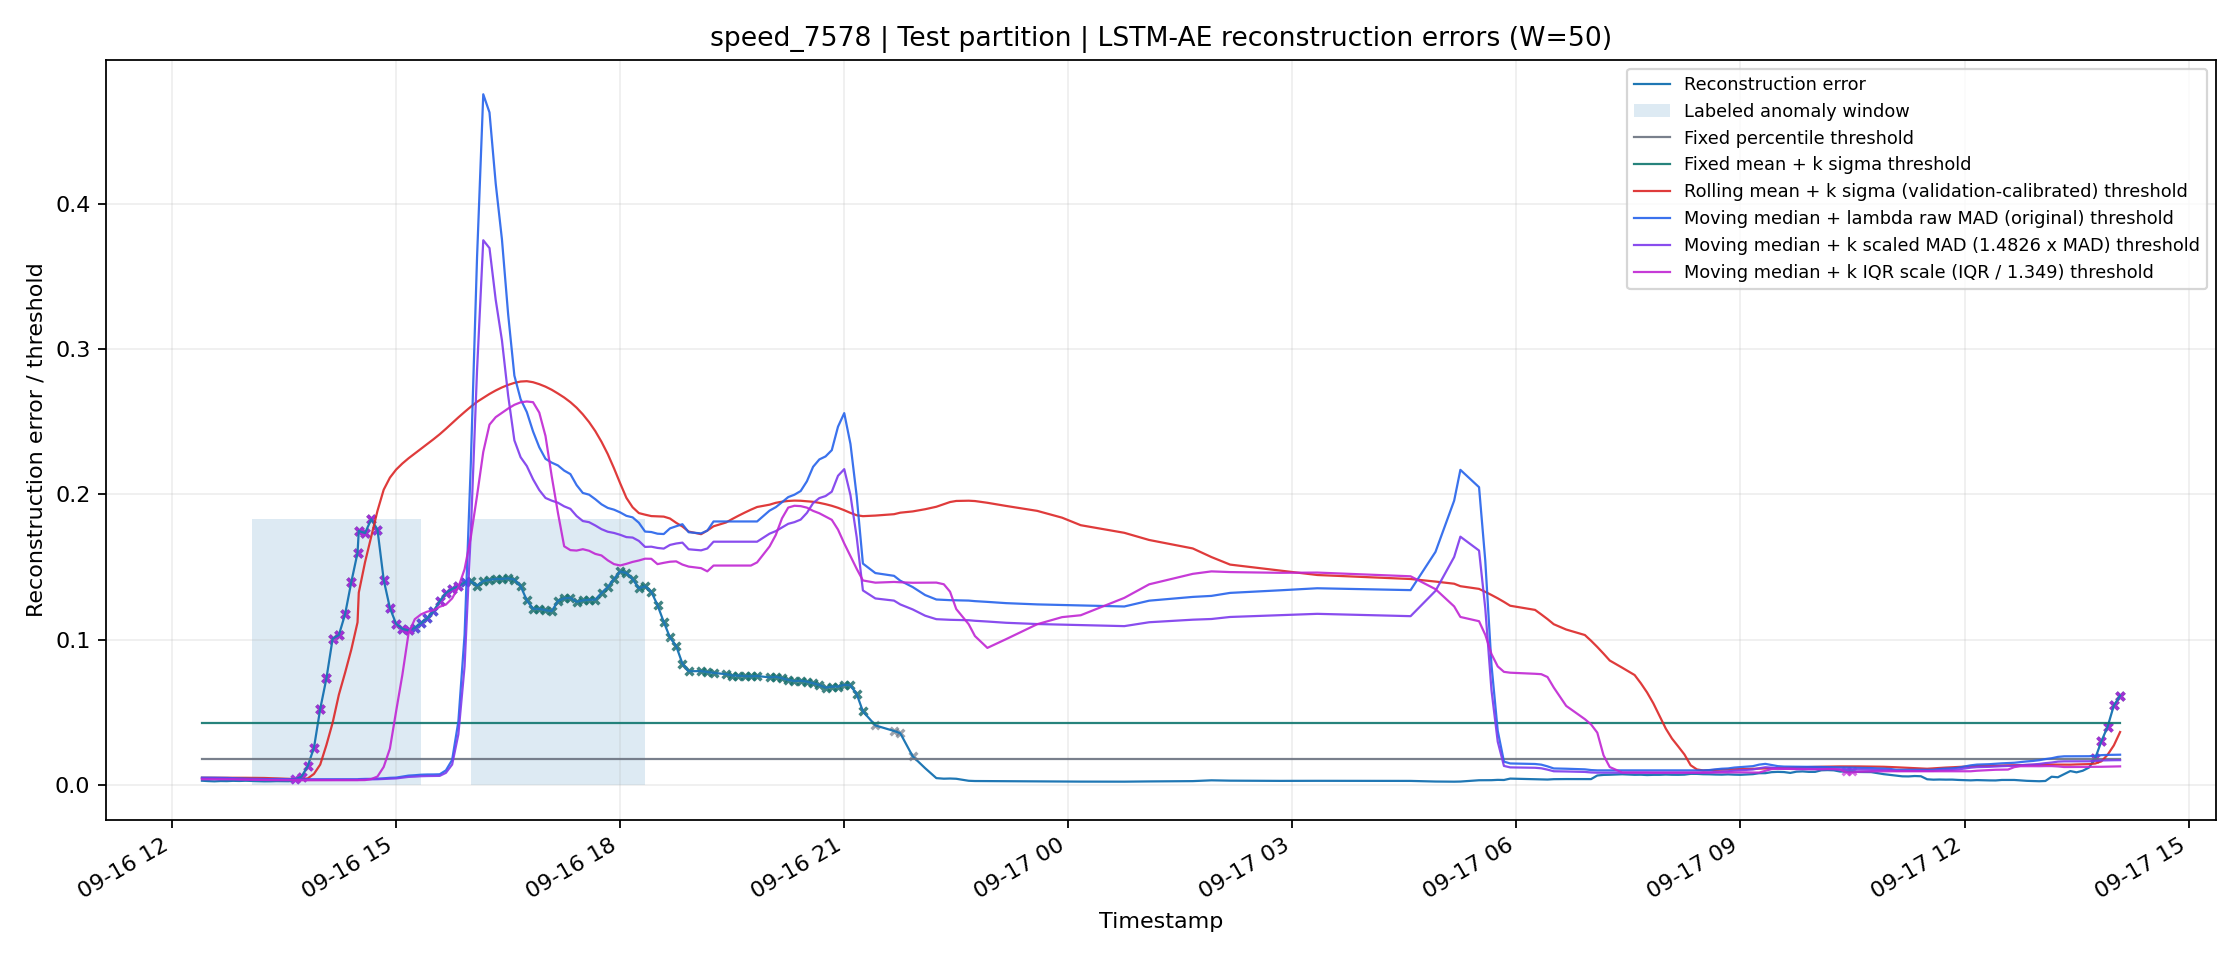 speed_7578 | Test partition | LSTM-AE reconstruction errors (W=50)
Reconstruction error
Labeled anomaly window
Fixed percentile threshold
Fixed mean + k sigma threshold
Rolling mean + k sigma (validation-calibrated) threshold
Moving median + lambda raw MAD (original) threshold
Moving median + k scaled MAD (1.4826 x MAD) threshold
Moving median + k IQR scale (IQR / 1.349) threshold
Reconstruction error / threshold
0.4
0.3
0.2
0.1
0.0
09-16 12
09-16 15
09-16 18
09-16 21
09-17 00
09-17 03
09-17 06
09-17 09
09-17 12
09-17 15
Timestamp